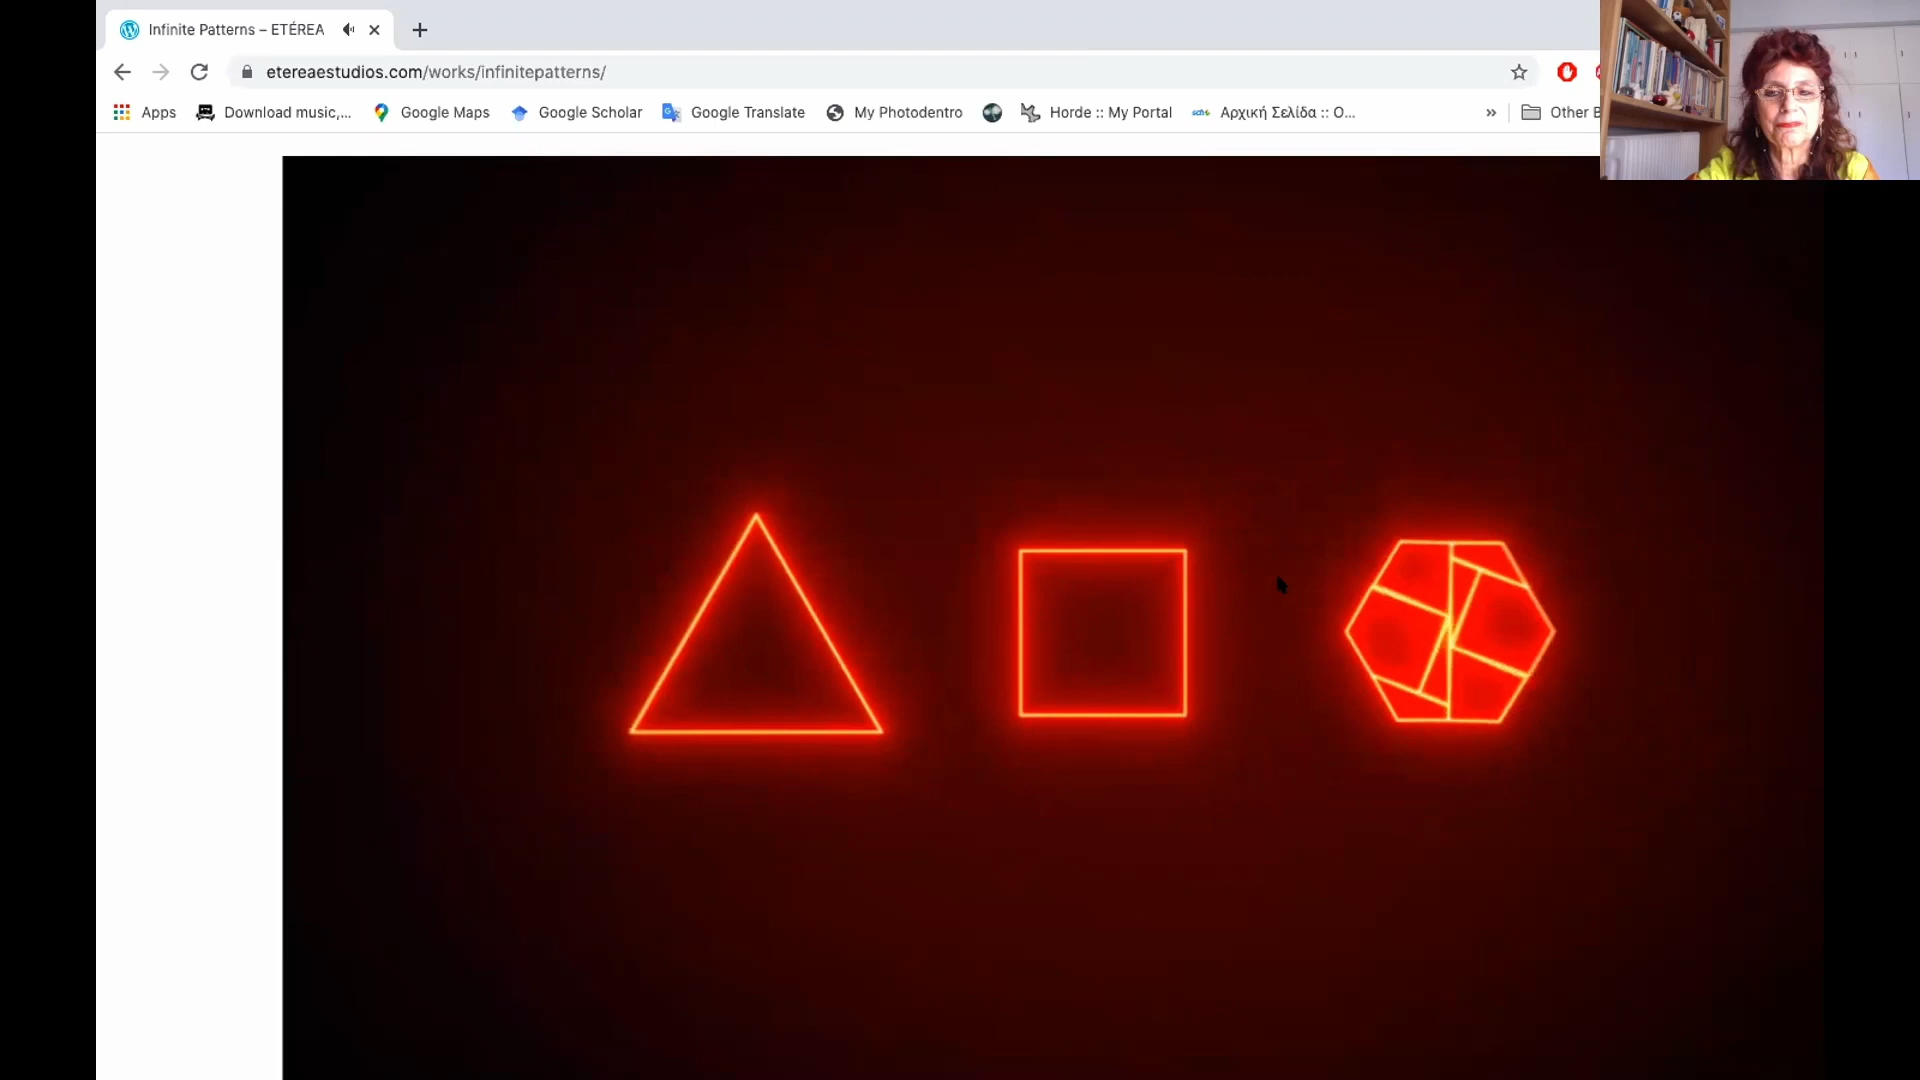 Infinite Patterns – ETÉREA
etereaestudios.com/works/infinitepatterns/
Apps Download music,... Google Maps Google Scholar Google Translate My Photodentro Horde :: My Portal Αρχική Σελίδα :: Ο... » Other B